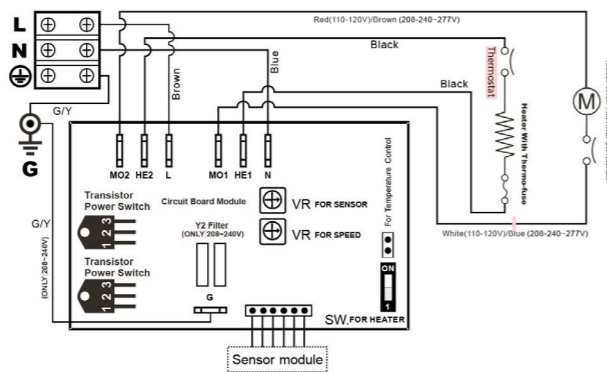 L
N
Red(110-120V)/Brown (208-240~277V)
Black
Black
Thermostat
Heater With Thermo-fuse
M
Brown
Blue
G/Y
G
MO2 HE2 L MO1 HE1 N
Transistor
Power Switch
1 2 3
Transistor
Power Switch
1 2 3
Circuit Board Module
Y2 Filter
(ONLY 208~240V)
G
VR FOR SENSOR
VR FOR SPEED
For Temperature Control
ON
1
SW.FOR HEATER
G/Y
(ONLY 208~240V)
White(110-120V)/Blue (208-240~277V)
Sensor module